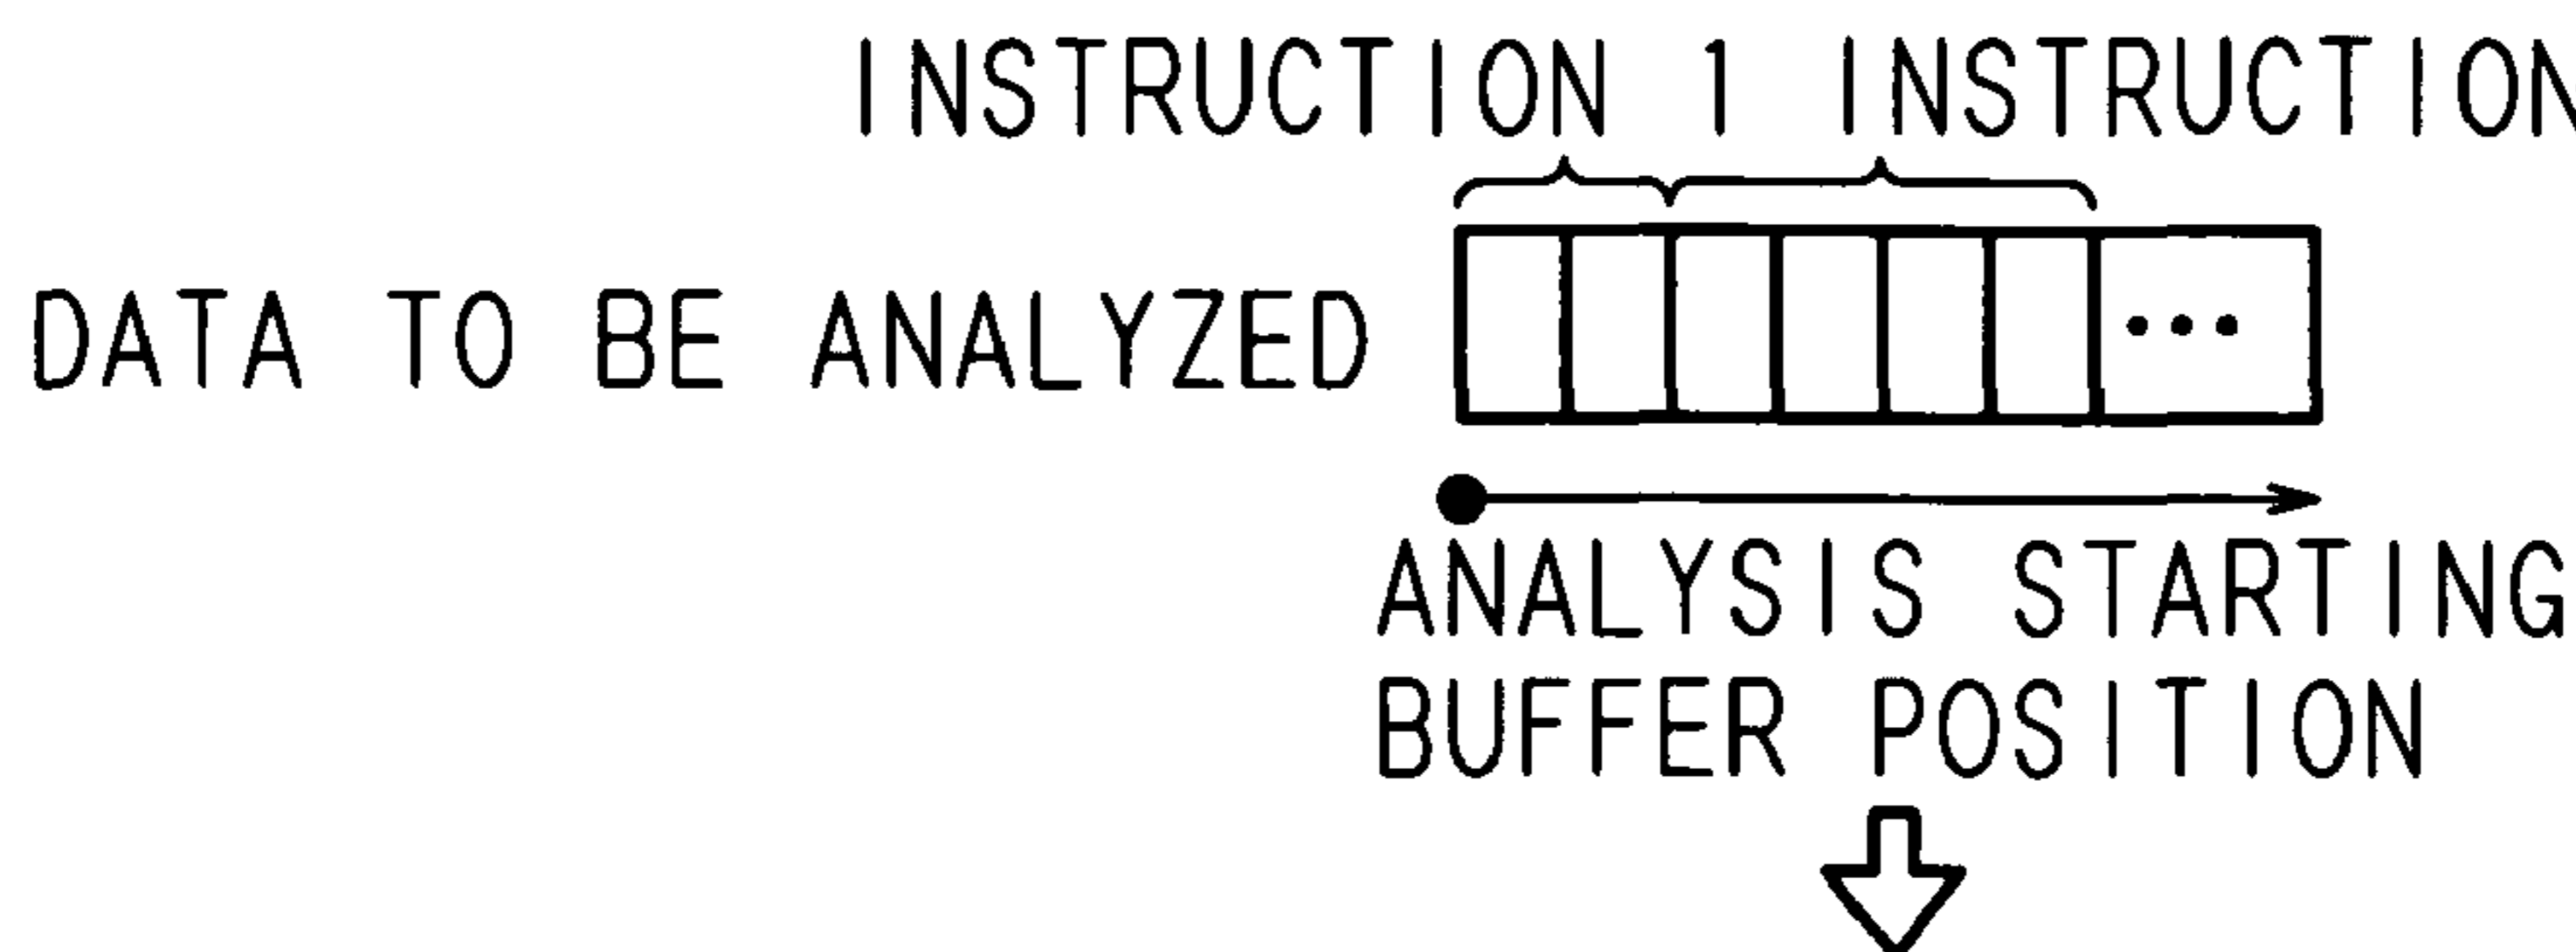 INSTRUCTION 1 INSTRUCTION
DATA TO BE ANALYZED
ANALYSIS STARTING
BUFFER POSITION